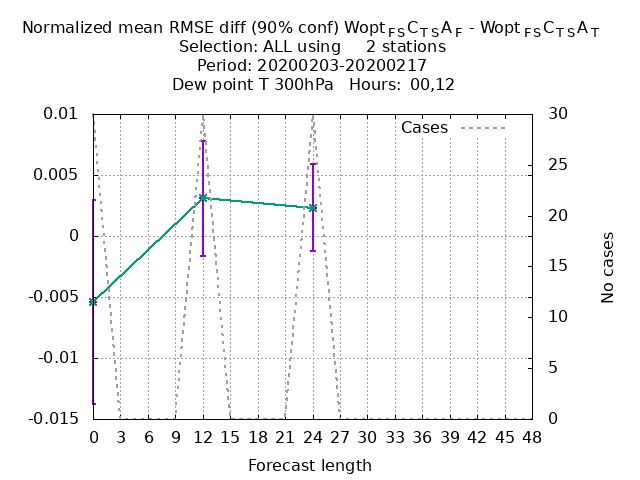 Normalized mean RMSE diff (90% conf) Wopt FS C TS A F - Wopt FS C TS A T
Selection: ALL using 2 stations
Period: 20200203-20200217
Dew point T 300hPa Hours: 00,12
Cases
0.01
0.005
0
-0.005
-0.01
-0.015
30
25
20
15
10
5
0
No cases
0 3 6 9 12 15 18 21 24 27 30 33 36 39 42 45 48
Forecast length